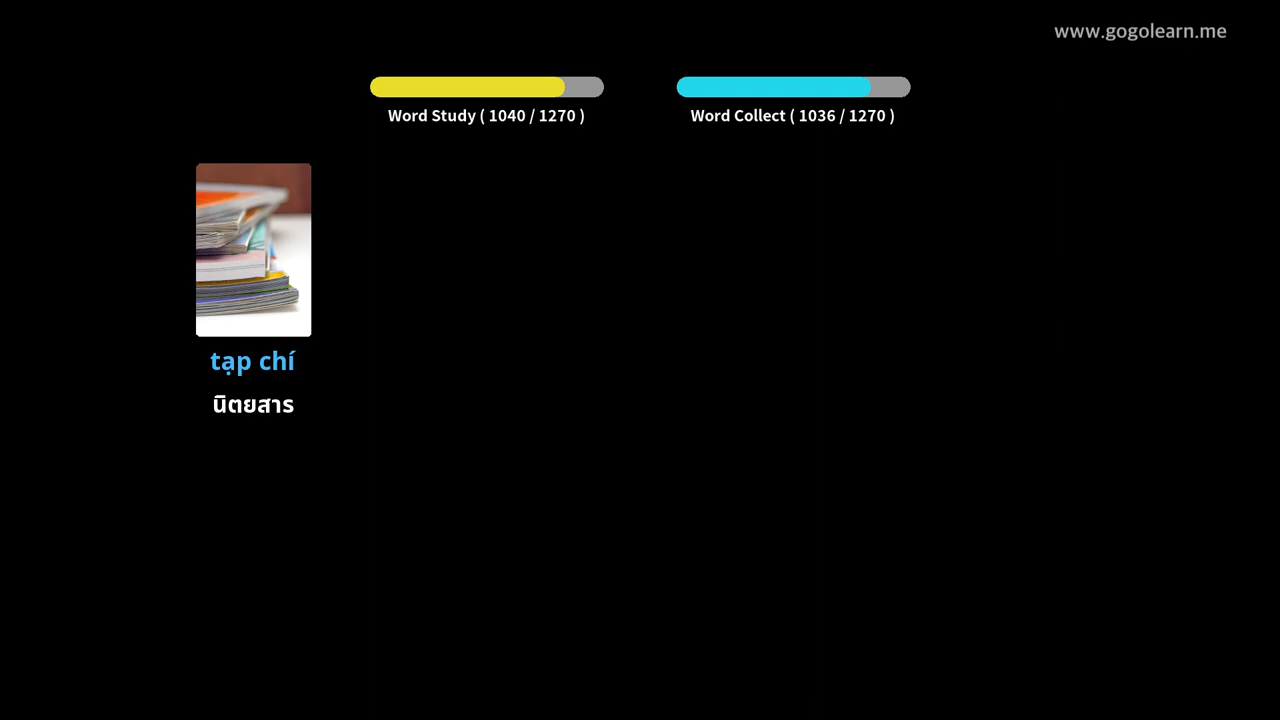 www.gogolearn.me
Word Study ( 1040 / 1270 )
Word Collect ( 1036 / 1270 )
tạp chí
นิตยสาร